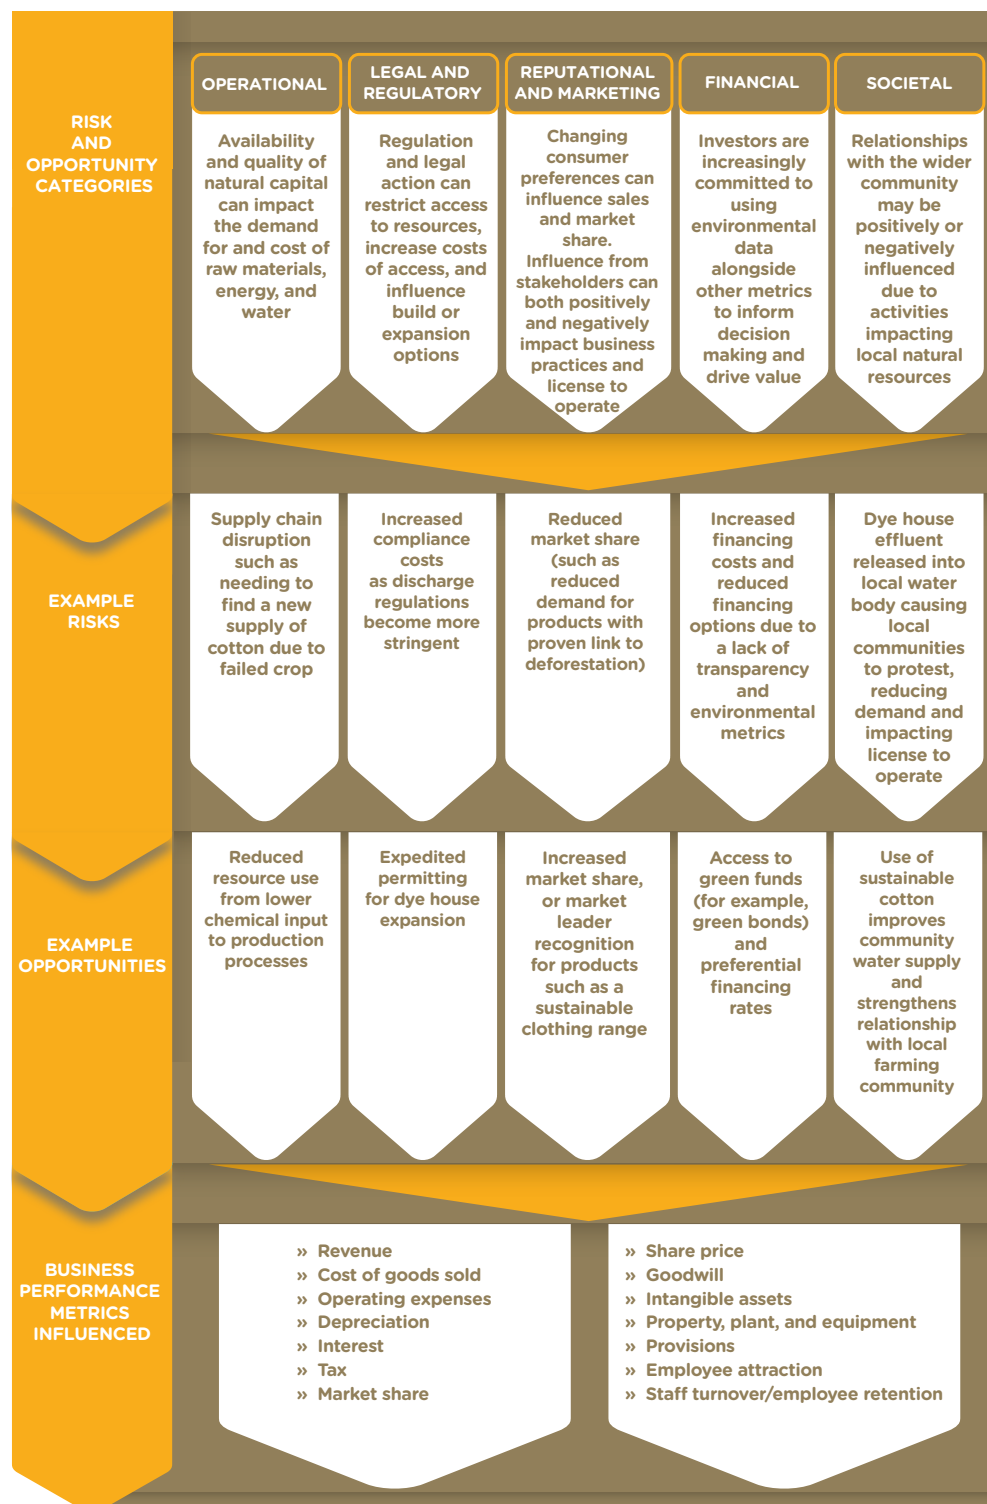 RISK
AND
OPPORTUNITY
CATEGORIES
OPERATIONAL
Availability
and quality of
natural capital
can impact
the demand
for and cost of
raw materials,
energy, and
water
LEGAL AND
REGULATORY
Regulation
and legal
action can
restrict access
to resources,
increase costs
of access, and
influence
build or
expansion
options
REPUTATIONAL
AND MARKETING
Changing
consumer
preferences can
influence sales
and market
share.
Influence from
stakeholders can
both positively
and negatively
impact business
practices and
license to
operate
FINANCIAL
Investors are
increasingly
committed to
using
environmental
data
alongside
other metrics
to inform
decision
making and
drive value
SOCIETAL
Relationships
with the wider
community
may be
positively or
negatively
influenced
due to
activities
impacting
local natural
resources
EXAMPLE
RISKS
Supply chain
disruption
such as
needing to
find a new
supply of
cotton due to
failed crop
Increased
compliance
costs
as discharge
regulations
become more
stringent
Reduced
market share
(such as
reduced
demand for
products with
proven link to
deforestation)
Increased
financing
costs and
reduced
financing
options due to
a lack of
transparency
and
environmental
metrics
Dye house
effluent
released into
local water
body causing
local
communities
to protest,
reducing
demand and
impacting
license to
operate
EXAMPLE
OPPORTUNITIES
Reduced
resource use
from lower
chemical input
to production
processes
Expedited
permitting
for dye house
expansion
Increased
market share,
or market
leader
recognition
for products
such as a
sustainable
clothing range
Access to
green funds
(for example,
green bonds)
and
preferential
financing
rates
Use of
sustainable
cotton
improves
community
water supply
and
strengthens
relationship
with local
farming
community
BUSINESS
PERFORMANCE
METRICS
INFLUENCED
» Revenue
» Cost of goods sold
» Operating expenses
» Depreciation
» Interest
» Tax
» Market share
» Share price
» Goodwill
» Intangible assets
» Property, plant, and equipment
» Provisions
» Employee attraction
» Staff turnover/employee retention